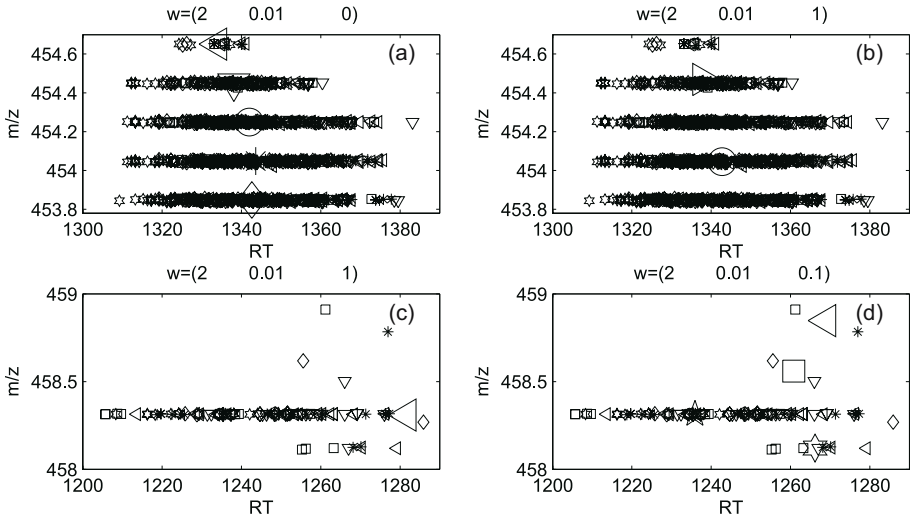 w=(2 0.01 0)
(a)
454.6
454.4
454.2
454
453.8
m/z
1300 1320 1340 1360 1380
RT
w=(2 0.01 1)
(b)
454.6
454.4
454.2
454
453.8
m/z
1300 1320 1340 1360 1380
RT
w=(2 0.01 1)
(c)
459
458.5
458
m/z
1200 1220 1240 1260 1280
RT
w=(2 0.01 0.1)
(d)
459
458.5
458
m/z
1200 1220 1240 1260 1280
RT